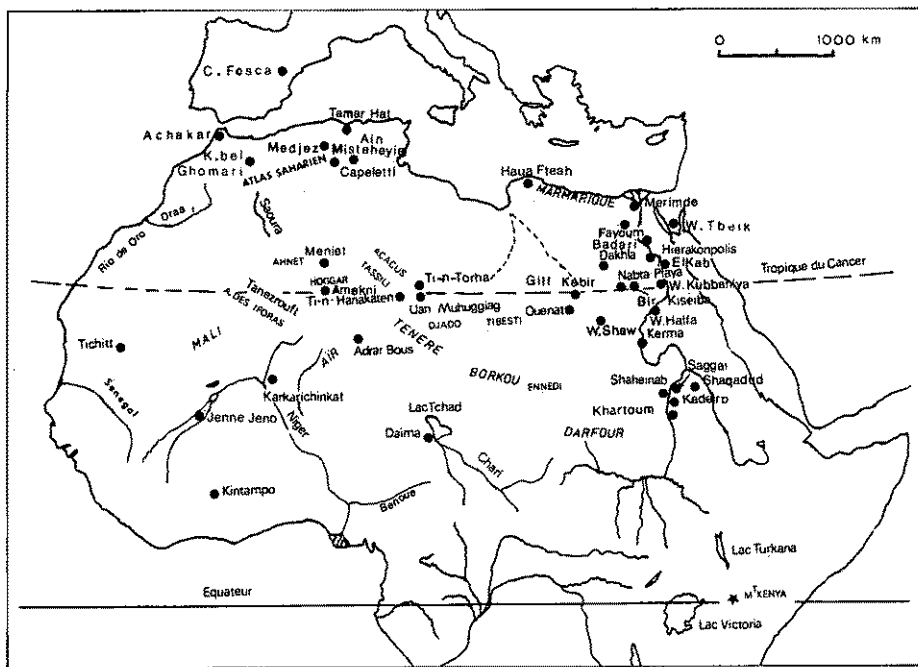 0 1000 km
C. Fosca
Achakar
Tamar Hat
Ain
Medjez
Misteheyia
K.bel
Ghomari
ATLAS SAHARIEN
Capeletti
Haua Fteah
MARMARIQUE
Merimde
W. Tbeik
Draa
Saoura
Rio de Oro
Fayoum
Badari
Hierakonpolis
Dakhla
El Kab
Meniet
AHNET
ACACUS
TASSILI
Ti-n-Torha
Gilf Kebir
Nabta Playa
Tropique du Cancer
HOGGAR
Amekni
W. Kubbaniya
Tanezrouft
Ti-n-Hanakaten
Uan Muhuggiag
Bir Kiseiba
A. DES IFORAS
Ouenat
DJADO
TIBESTI
W. Shaw
W. Halfa
TENERE
Kerma
MALI
Tichitt
AÏR
Adrar Bous
BORKOU
ENNEDI
Saggai
Shaheinab
Shaqadud
Karkarichinkat
Kadero
Senegal
Lac Tchad
Khartoum
Jenne Jeno
Niger
Daima
DARFOUR
Chari
Kintampo
Benoue
Lac Turkana
Equateur
MT KENYA
Lac Victoria